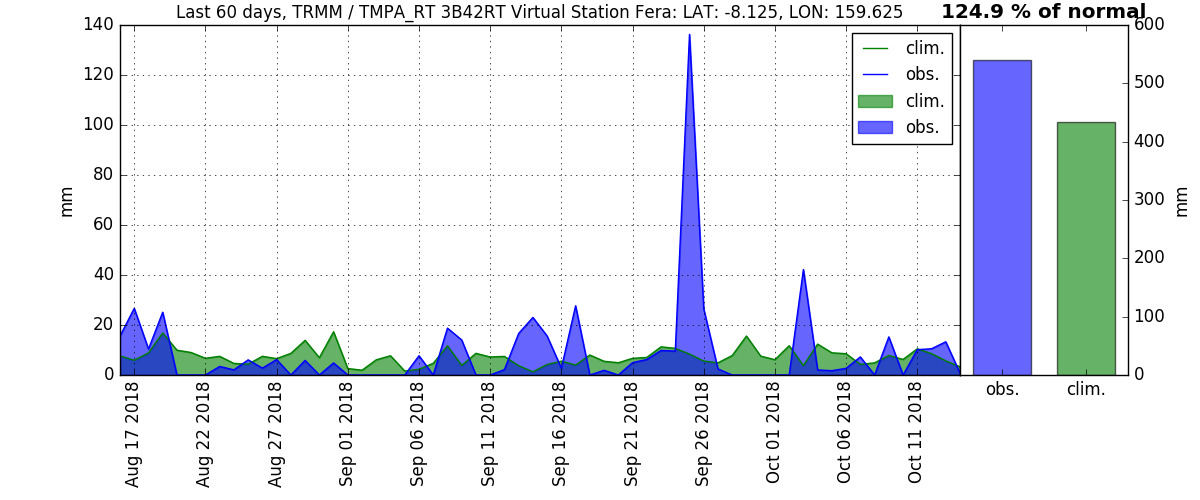 Last 60 days, TRMM / TMPA_RT 3B42RT Virtual Station Fera: LAT: -8.125, LON: 159.625
124.9 % of normal
140
120
100
80
60
40
20
0
mm
clim.
obs.
clim.
obs.
600
500
400
300
200
100
0
mm
Aug 17 2018
Aug 22 2018
Aug 27 2018
Sep 01 2018
Sep 06 2018
Sep 11 2018
Sep 16 2018
Sep 21 2018
Sep 26 2018
Oct 01 2018
Oct 06 2018
Oct 11 2018
obs.
clim.